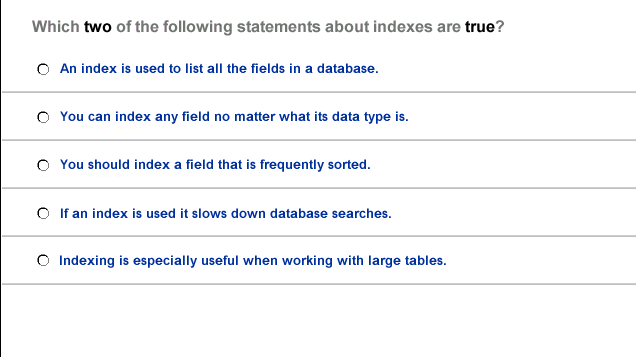 Which two of the following statements about indexes are true?
An index is used to list all the fields in a database.
You can index any field no matter what its data type is.
You should index a field that is frequently sorted.
If an index is used it slows down database searches.
Indexing is especially useful when working with large tables.